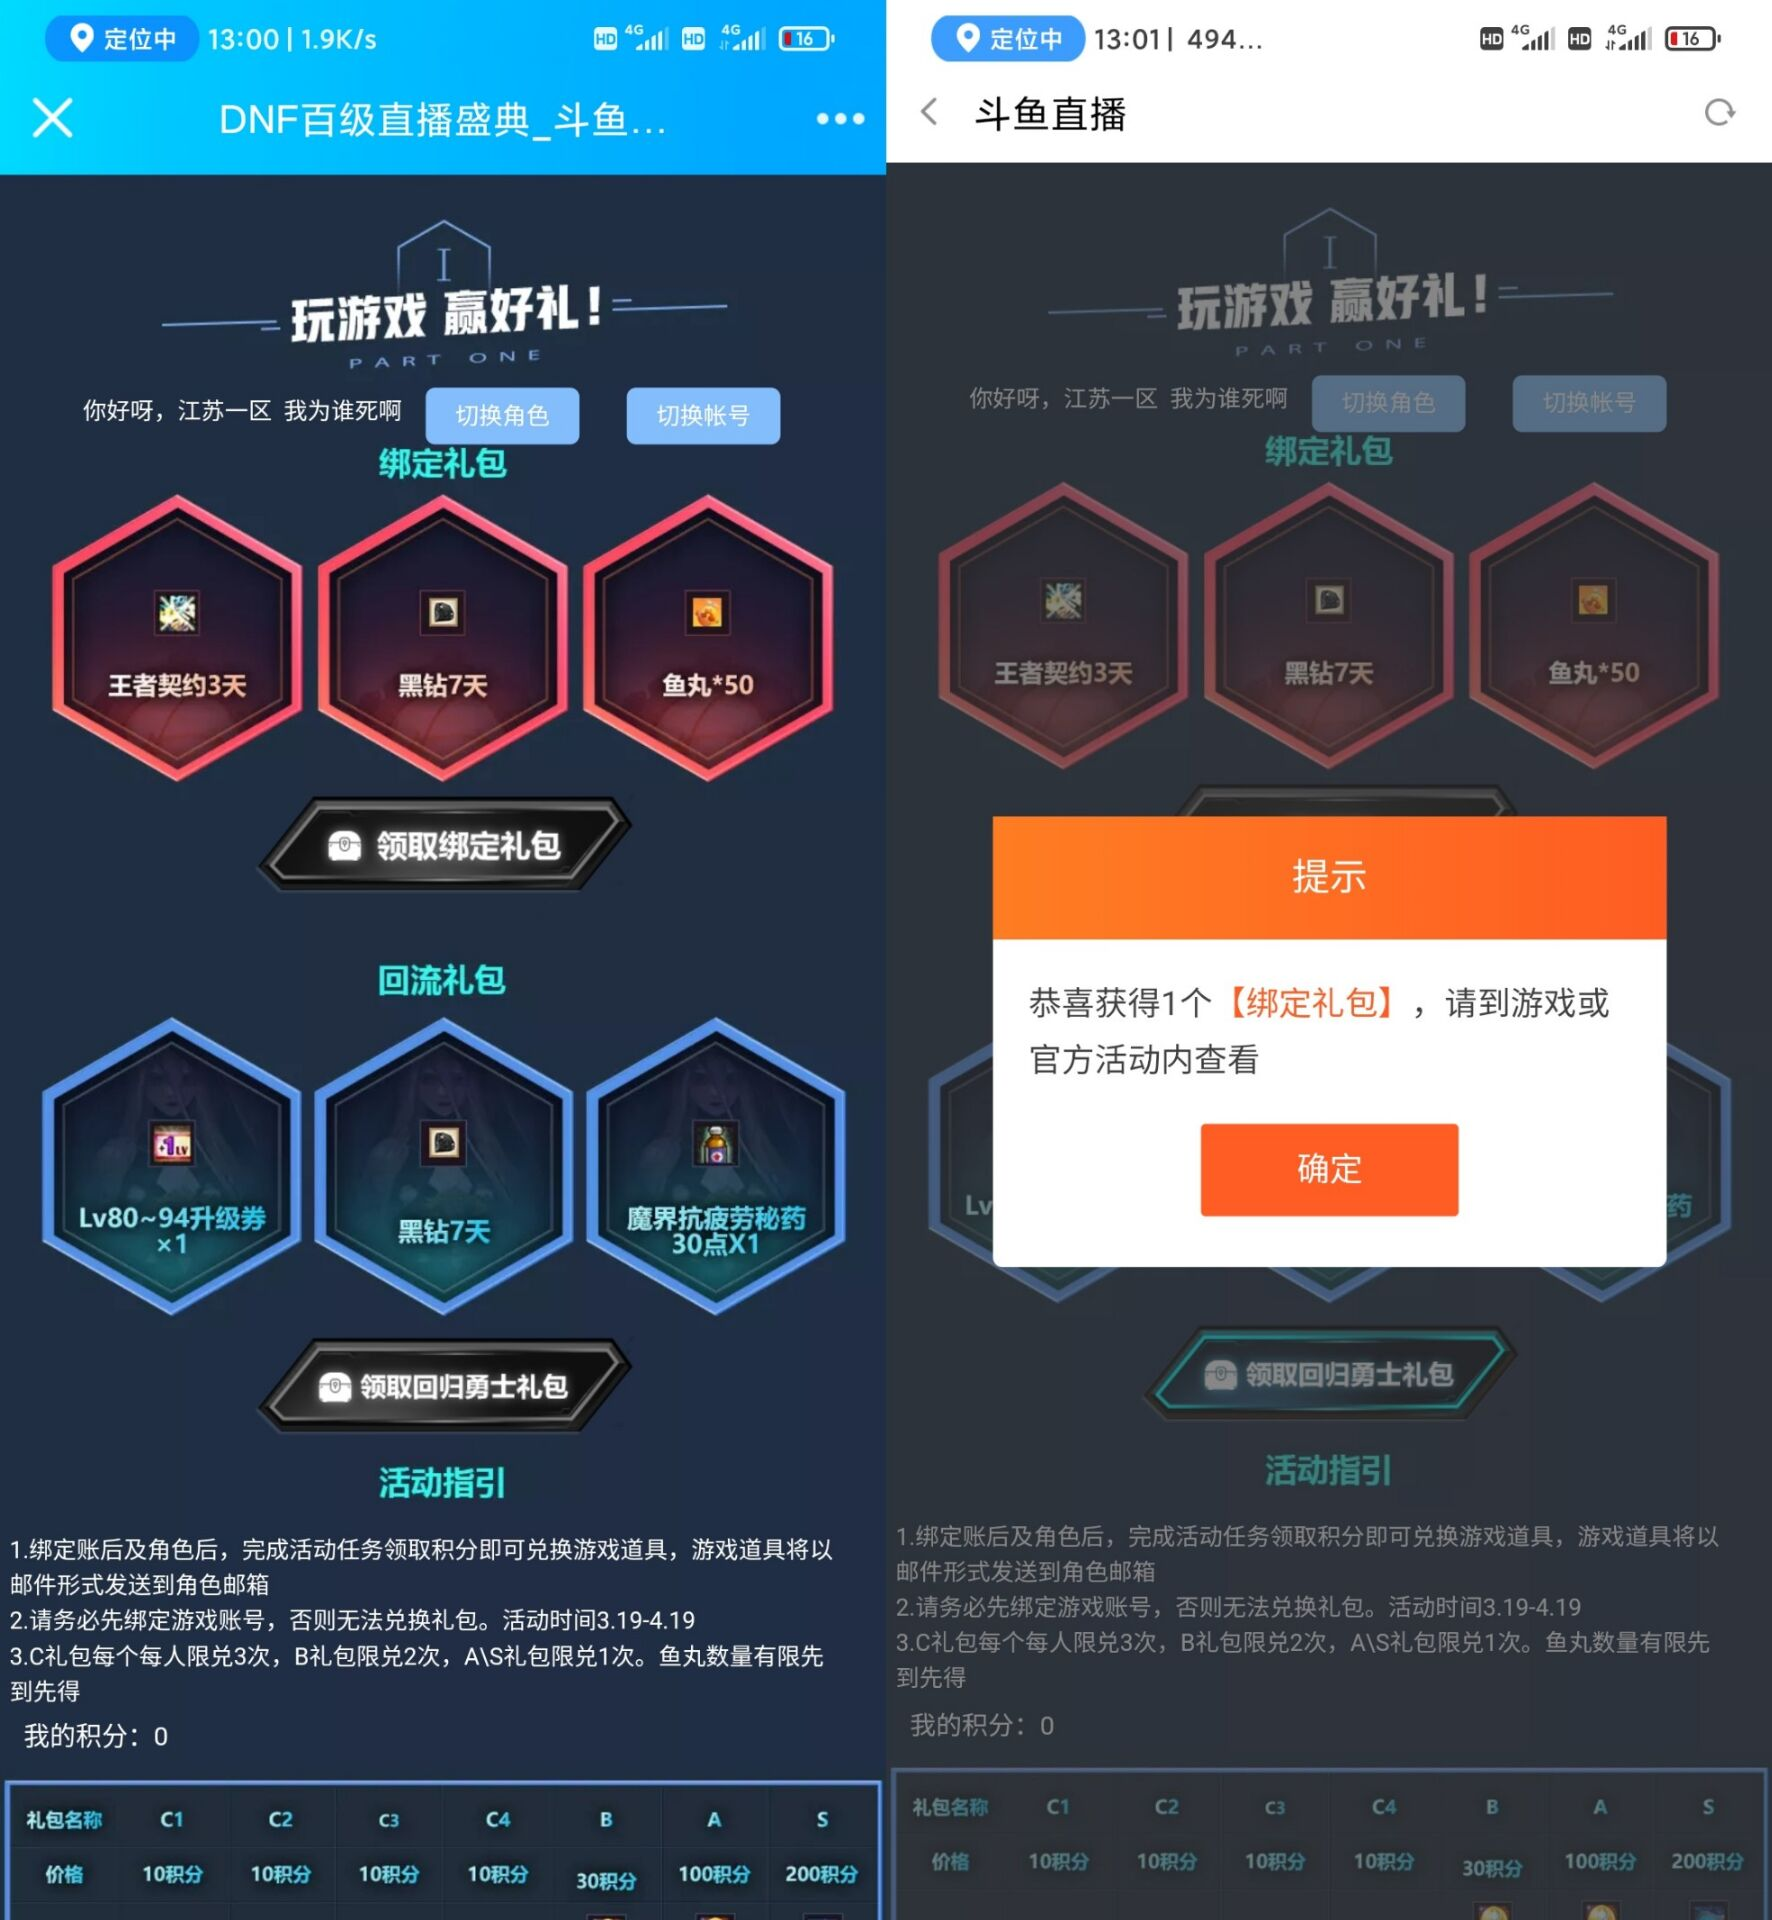 定位中 13:00 | 1.9K/s HD 4G HD 4G 16
DNF百级直播盛典_斗鱼...
I
玩游戏 赢好礼!
PART ONE
你好呀，江苏一区 我为谁死啊 切换角色 切换帐号
绑定礼包
王者契约3天 黑钻7天 鱼丸*50
领取绑定礼包
回流礼包
+1LV
Lv80~94升级券
×1
黑钻7天
魔界抗疲劳秘药
30点X1
领取回归勇士礼包
活动指引
1.绑定账后及角色后，完成活动任务领取积分即可兑换游戏道具，游戏道具将以
邮件形式发送到角色邮箱
2.请务必先绑定游戏账号，否则无法兑换礼包。活动时间3.19-4.19
3.C礼包每个每人限兑3次，B礼包限兑2次，A\S礼包限兑1次。鱼丸数量有限先
到先得
我的积分：0
礼包名称 C1 C2 C3 C4 B A S
价格 10积分 10积分 10积分 10积分 30积分 100积分 200积分
定位中 13:01 | 494... HD 4G HD 4G 16
斗鱼直播
I
玩游戏 赢好礼!
PART ONE
你好呀，江苏一区 我为谁死啊 切换角色 切换帐号
绑定礼包
王者契约3天 黑钻7天 鱼丸*50
提示
恭喜获得1个【绑定礼包】，请到游戏或
官方活动内查看
确定
Lv
药
领取回归勇士礼包
活动指引
1.绑定账后及角色后，完成活动任务领取积分即可兑换游戏道具，游戏道具将以
邮件形式发送到角色邮箱
2.请务必先绑定游戏账号，否则无法兑换礼包。活动时间3.19-4.19
3.C礼包每个每人限兑3次，B礼包限兑2次，A\S礼包限兑1次。鱼丸数量有限先
到先得
我的积分：0
礼包名称 C1 C2 C3 C4 B A S
价格 10积分 10积分 10积分 10积分 30积分 100积分 200积分